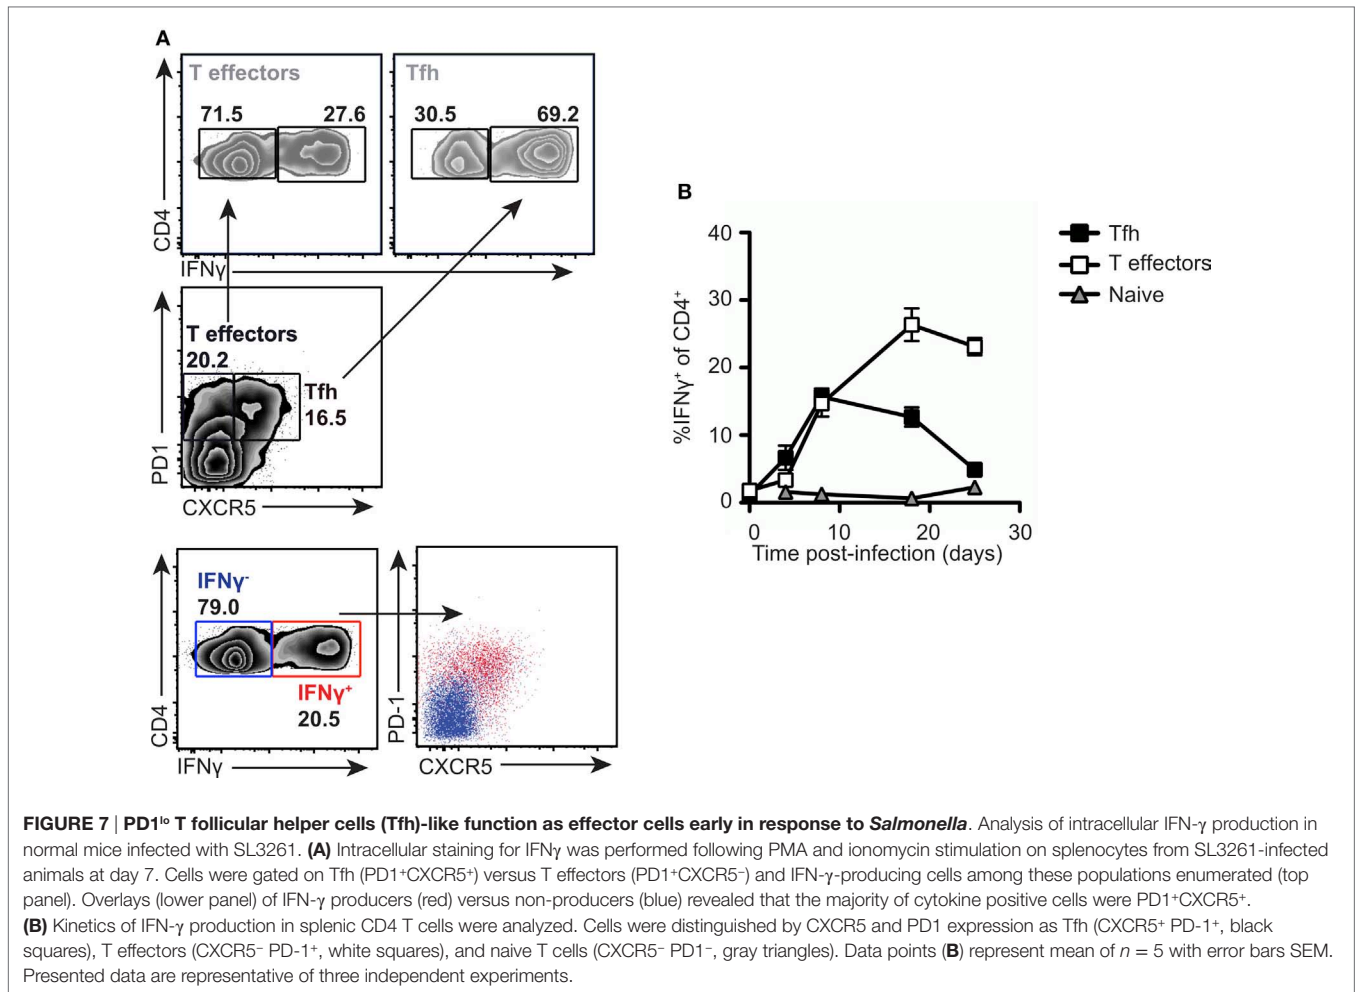 A
T effectors
71.5
27.6
CD4
IFNγ
Tfh
30.5
69.2
T effectors
20.2
Tfh
16.5
PD1
CXCR5
IFNγ-
79.0
IFNγ+
20.5
CD4
IFNγ
PD-1
CXCR5
B
40
30
20
10
0
%IFNγ+ of CD4+
0 10 20 30
Time post-infection (days)
Tfh
T effectors
Naive
FIGURE 7 | PD1lo T follicular helper cells (Tfh)-like function as effector cells early in response to Salmonella. Analysis of intracellular IFN-γ production in
normal mice infected with SL3261. (A) Intracellular staining for IFNγ was performed following PMA and ionomycin stimulation on splenocytes from SL3261-infected
animals at day 7. Cells were gated on Tfh (PD1+CXCR5+) versus T effectors (PD1+CXCR5−) and IFN-γ-producing cells among these populations enumerated (top
panel). Overlays (lower panel) of IFN-γ producers (red) versus non-producers (blue) revealed that the majority of cytokine positive cells were PD1+CXCR5+.
(B) Kinetics of IFN-γ production in splenic CD4 T cells were analyzed. Cells were distinguished by CXCR5 and PD1 expression as Tfh (CXCR5+ PD-1+, black
squares), T effectors (CXCR5− PD-1+, white squares), and naive T cells (CXCR5− PD1−, gray triangles). Data points (B) represent mean of n = 5 with error bars SEM.
Presented data are representative of three independent experiments.